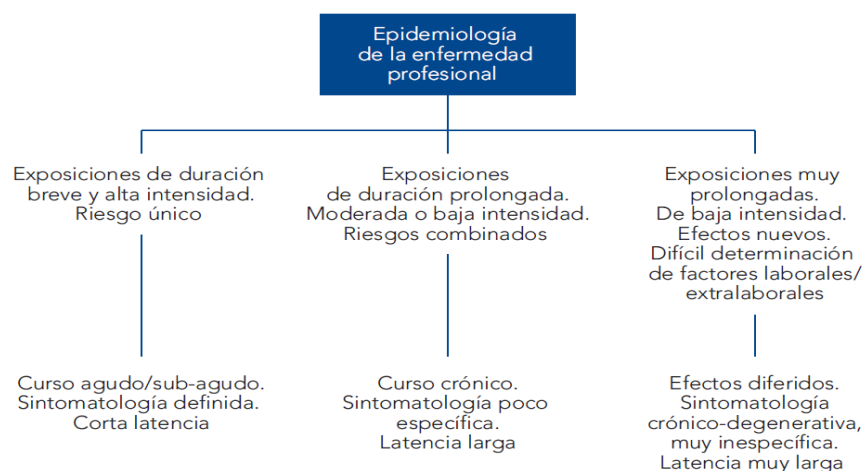 Epidemiología
de la enfermedad
profesional
Exposiciones de duración
breve y alta intensidad.
Riesgo único
Exposiciones
de duración prolongada.
Moderada o baja intensidad.
Riesgos combinados
Exposiciones muy
prolongadas.
De baja intensidad.
Efectos nuevos.
Difícil determinación
de factores laborales/
extralaborales
Curso agudo/sub-agudo.
Sintomatología definida.
Corta latencia
Curso crónico.
Sintomatología poco
específica.
Latencia larga
Efectos diferidos.
Sintomatología
crónico-degenerativa,
muy inespecífica.
Latencia muy larga